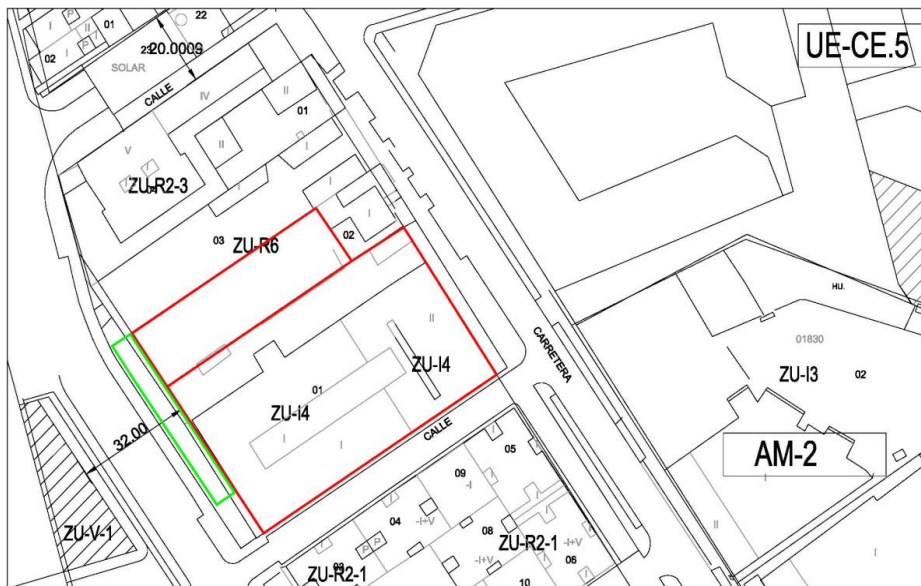 22
01
P
II
I
02
P
I
23
20.0009
SOLAR
CALLE
IV
II
01
V
II
I
ZU-R2-3
I
I
I
I
02
03
ZU-R6
UE-CE.5
HU.
01830
ZU-I3
02
II
CARRETERA
ZU-I4
01
ZU-I4
I
I
CALLE
32.00
AM-2
I
II
I
05
09
-I
I
04
-I+V
08
-I+V
-I+V
ZU-R2-1
06
I
P
P
ZU-R2-1
10
ZU-V-1